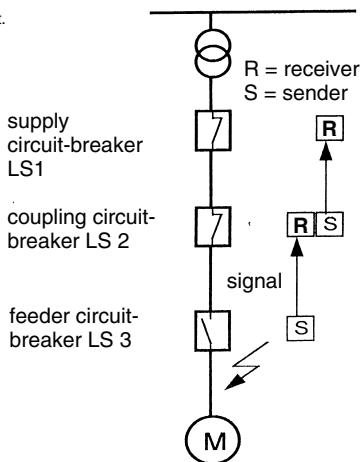 t.
R = receiver
S = sender
supply
circuit-breaker
LS1
R
coupling circuit-
breaker LS 2
R S
signal
feeder circuit-
breaker LS 3
S
M